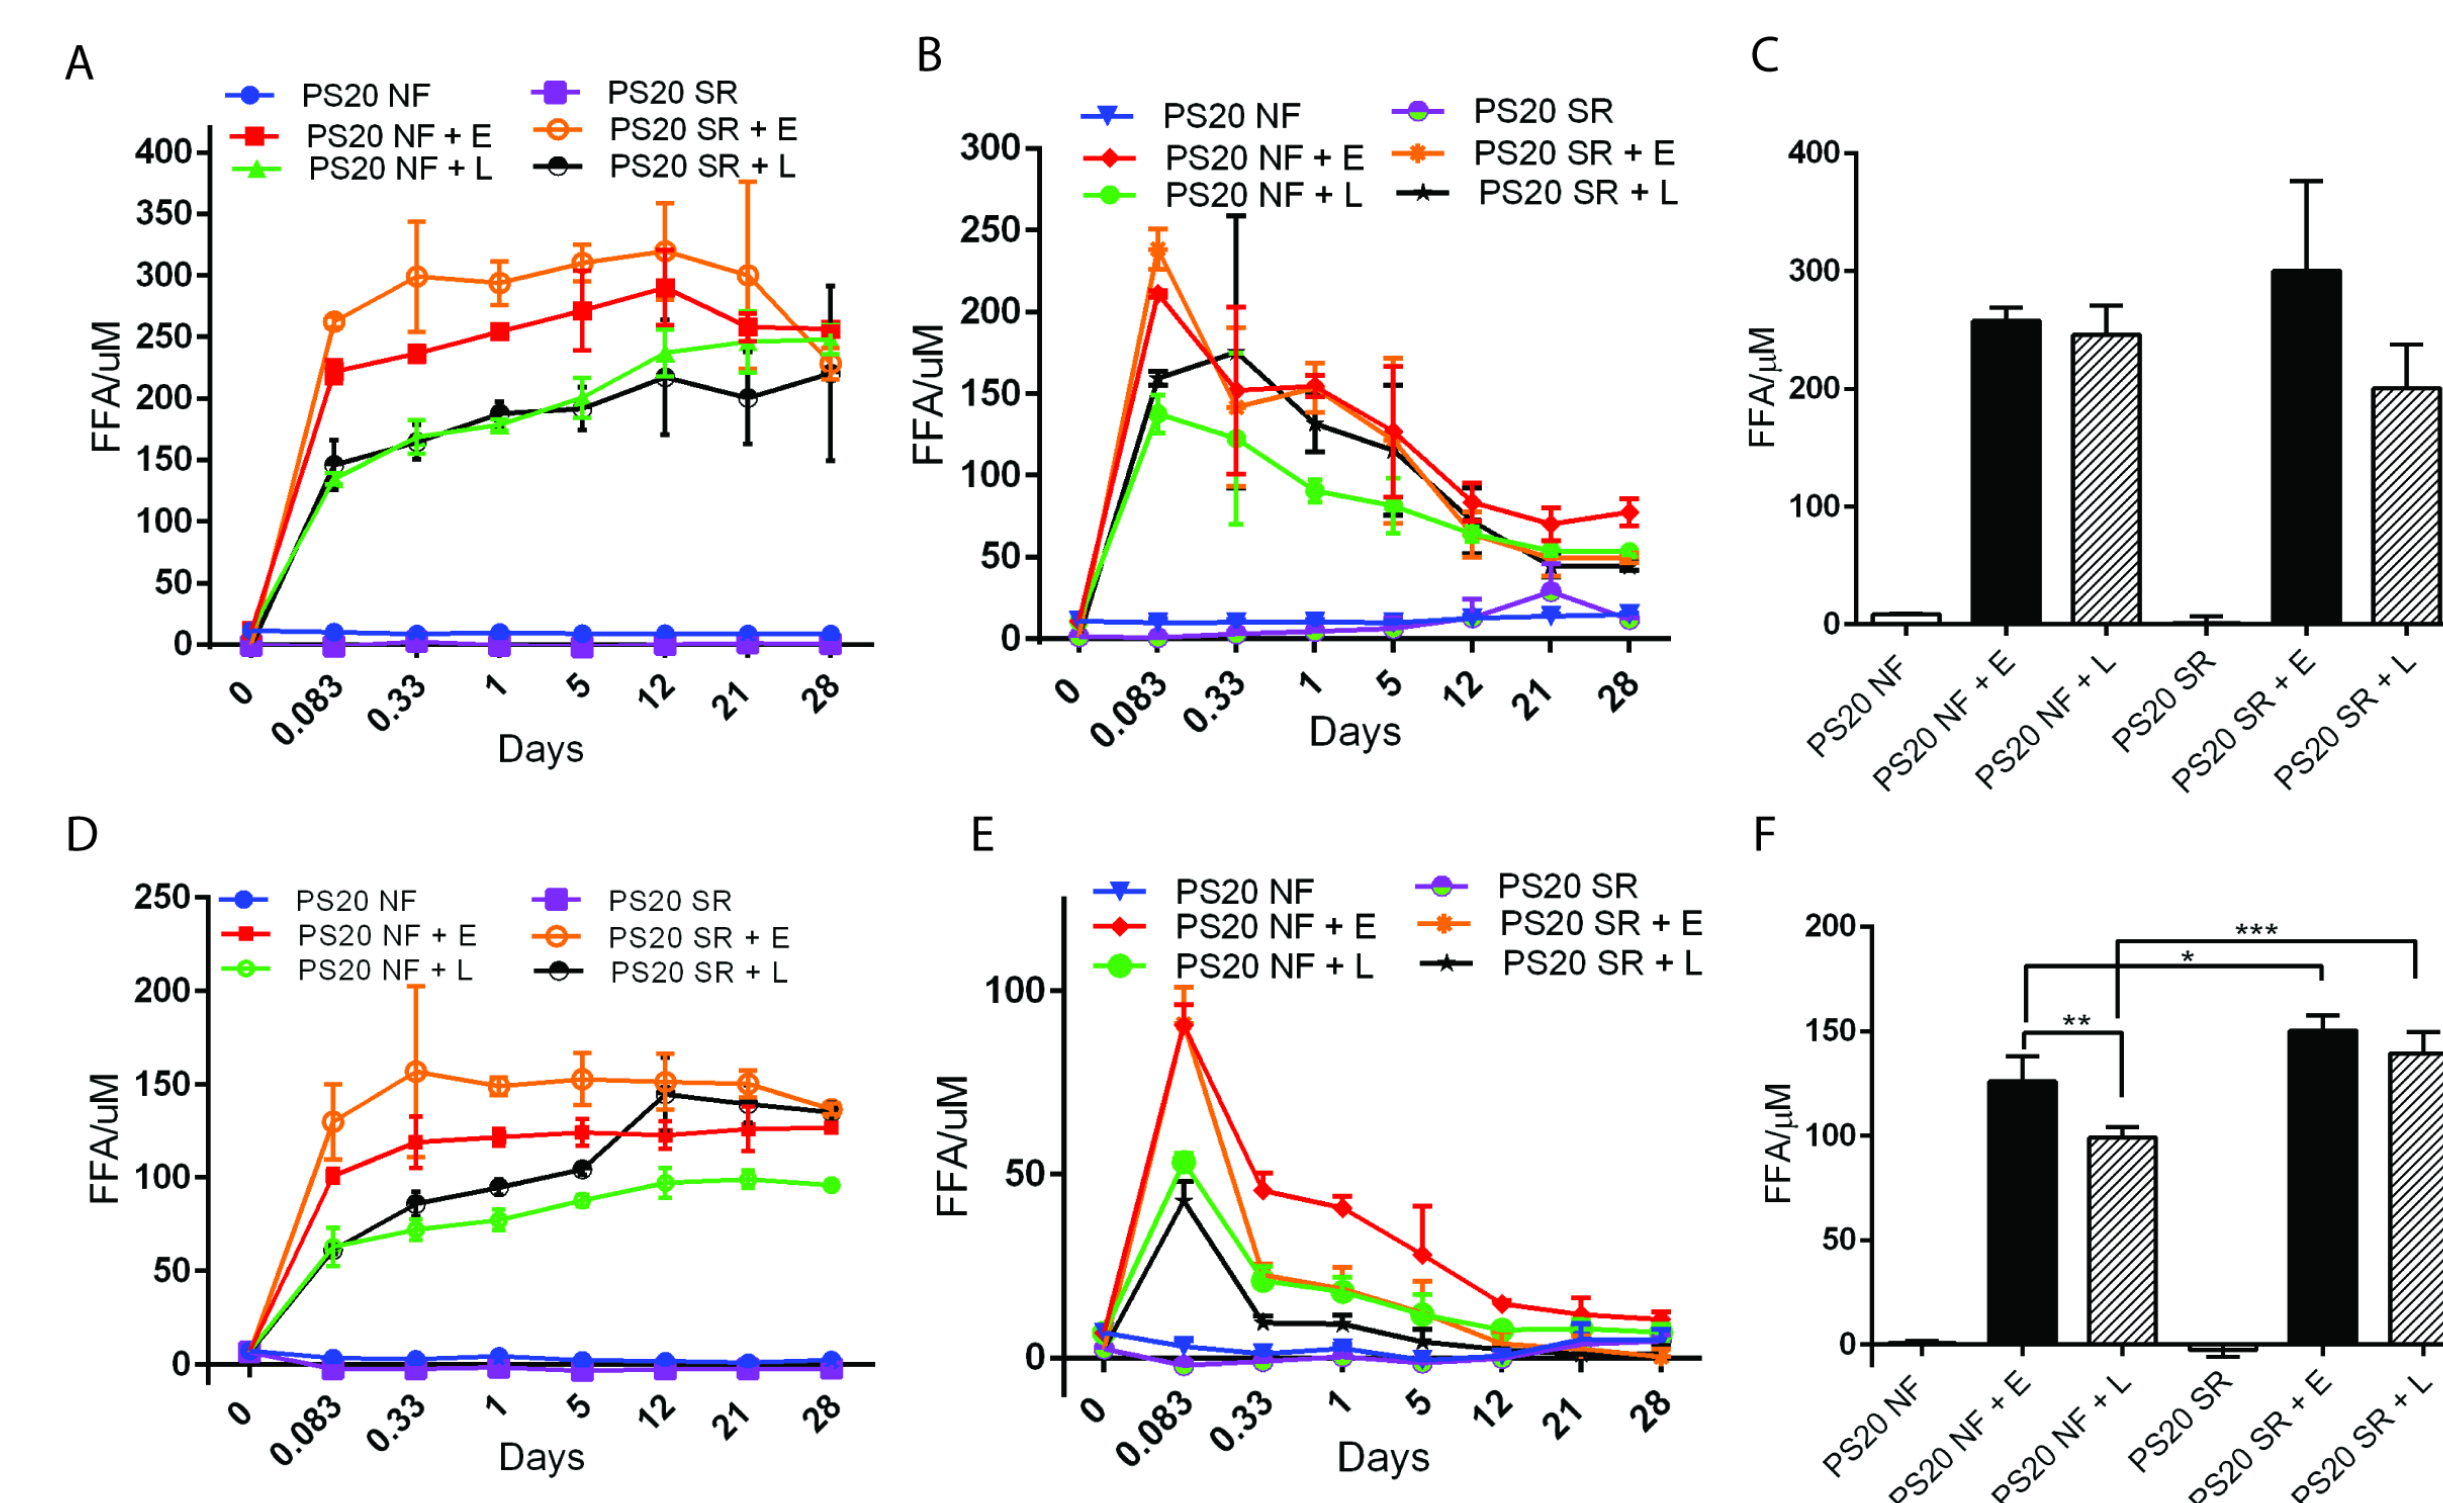 A
PS20 NF
PS20 SR
PS20 NF + E
PS20 SR + E
PS20 NF + L
PS20 SR + L
400
350
300
250
200
150
100
50
0
FFA/uM
0
0.083
0.33
1
5
12
21
28
Days
B
PS20 NF
PS20 SR
PS20 NF + E
PS20 SR + E
PS20 NF + L
PS20 SR + L
300
250
200
150
100
50
0
FFA/uM
0
0.083
0.33
1
5
12
21
28
Days
C
400
300
200
100
0
FFA/µM
PS20 NF
PS20 NF + E
PS20 NF + L
PS20 SR
PS20 SR + E
PS20 SR + L
D
PS20 NF
PS20 SR
PS20 NF + E
PS20 SR + E
PS20 NF + L
PS20 SR + L
250
200
150
100
50
0
FFA/uM
0
0.083
0.33
1
5
12
21
28
Days
E
PS20 NF
PS20 SR
PS20 NF + E
PS20 SR + E
PS20 NF + L
PS20 SR + L
100
50
0
FFA/uM
0
0.083
0.33
1
5
12
21
28
Days
F
200
150
100
50
0
FFA/µM
***
*
**
PS20 NF
PS20 NF + E
PS20 NF + L
PS20 SR
PS20 SR + E
PS20 SR + L